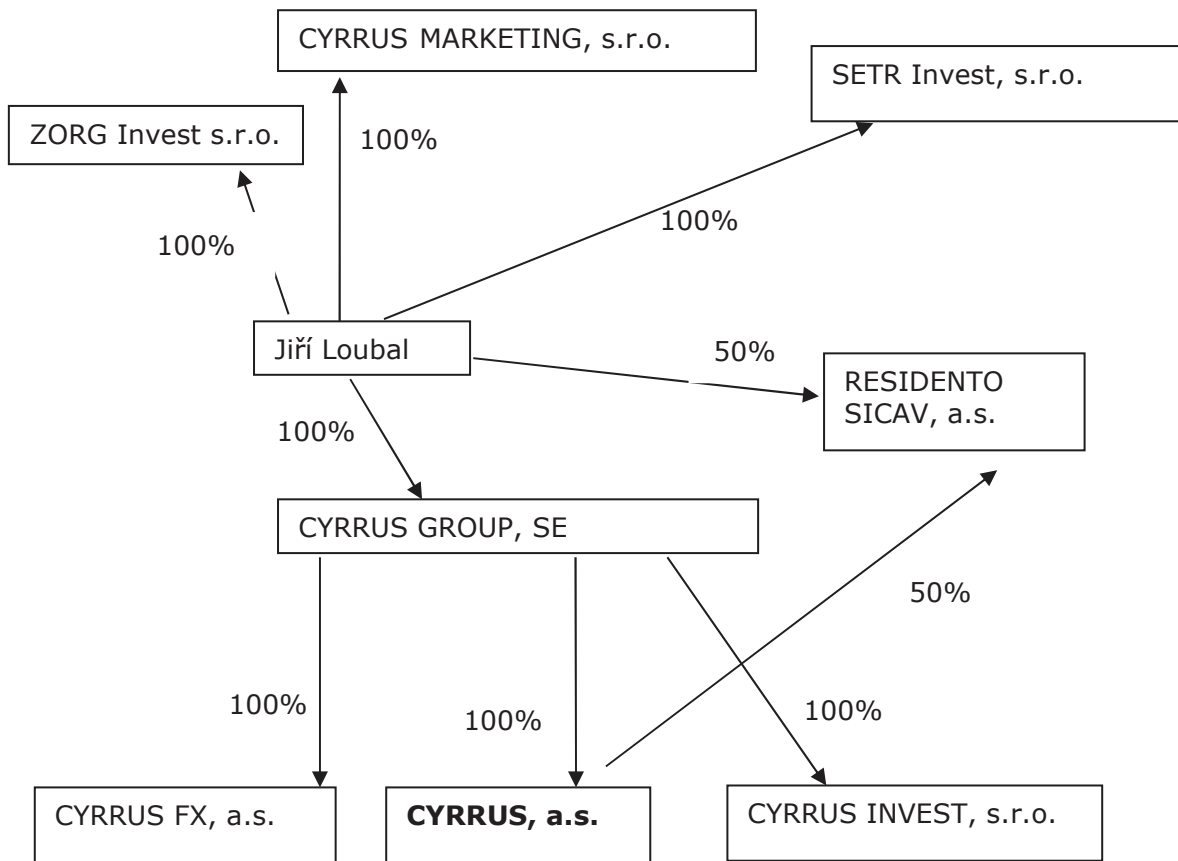 CYRRUS MARKETING, s.r.o.
SETR Invest, s.r.o.
ZORG Invest s.r.o.
100%
100%
100%
Jiří Loubal
50%
RESIDENTO
SICAV, a.s.
100%
CYRRUS GROUP, SE
50%
100%
100%
100%
CYRRUS FX, a.s.
CYRRUS, a.s.
CYRRUS INVEST, s.r.o.